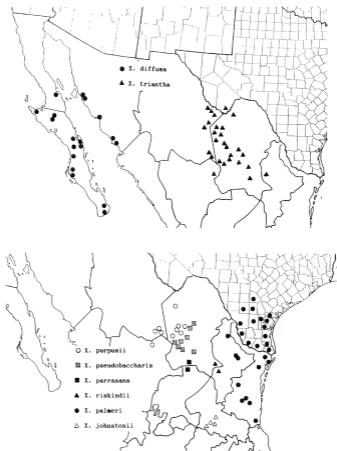 X. diffusa
X. triantha
X. purpusii
X. pseudobaccharis
X. parrasana
X. riskindii
X. palmeri
X. johnstonii